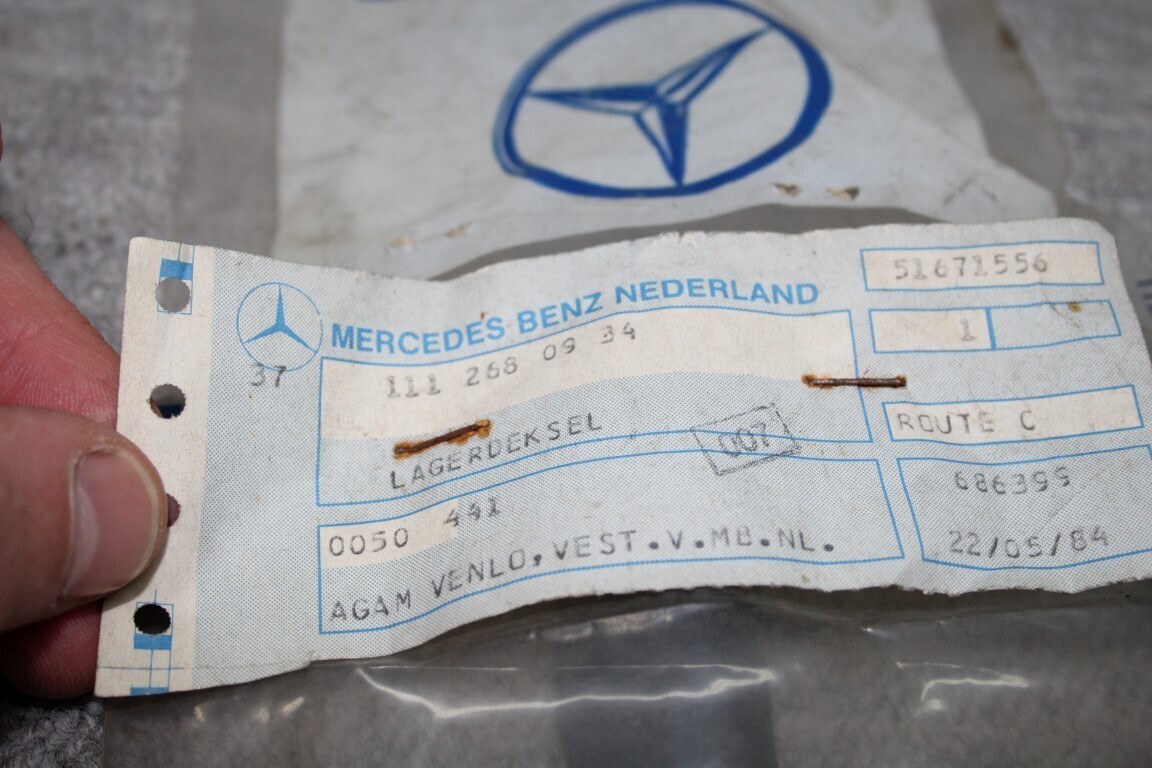 MERCEDES BENZ NEDERLAND
51671556
37
111 268 09 34
1
LAGERDEKSEL
007
ROUTE C
0050 441
686399
AGAM VENLO, VEST.V.MB.NL.
22/05/84